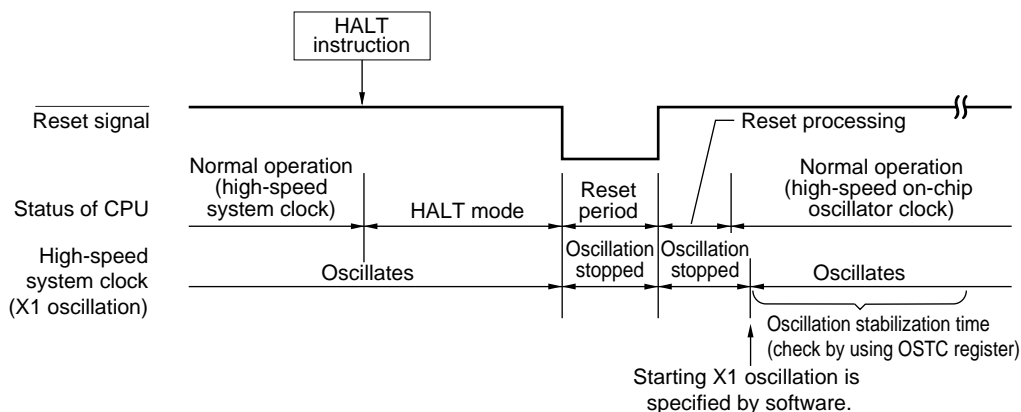 HALT
instruction
Reset signal
Reset processing
Normal operation
(high-speed
system clock)
Status of CPU
HALT mode
Reset
period
Normal operation
(high-speed on-chip
oscillator clock)
High-speed
system clock
(X1 oscillation)
Oscillates
Oscillation
stopped
Oscillation
stopped
Oscillates
Oscillation stabilization time
(check by using OSTC register)
Starting X1 oscillation is
specified by software.